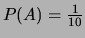 P(A) = 1/10